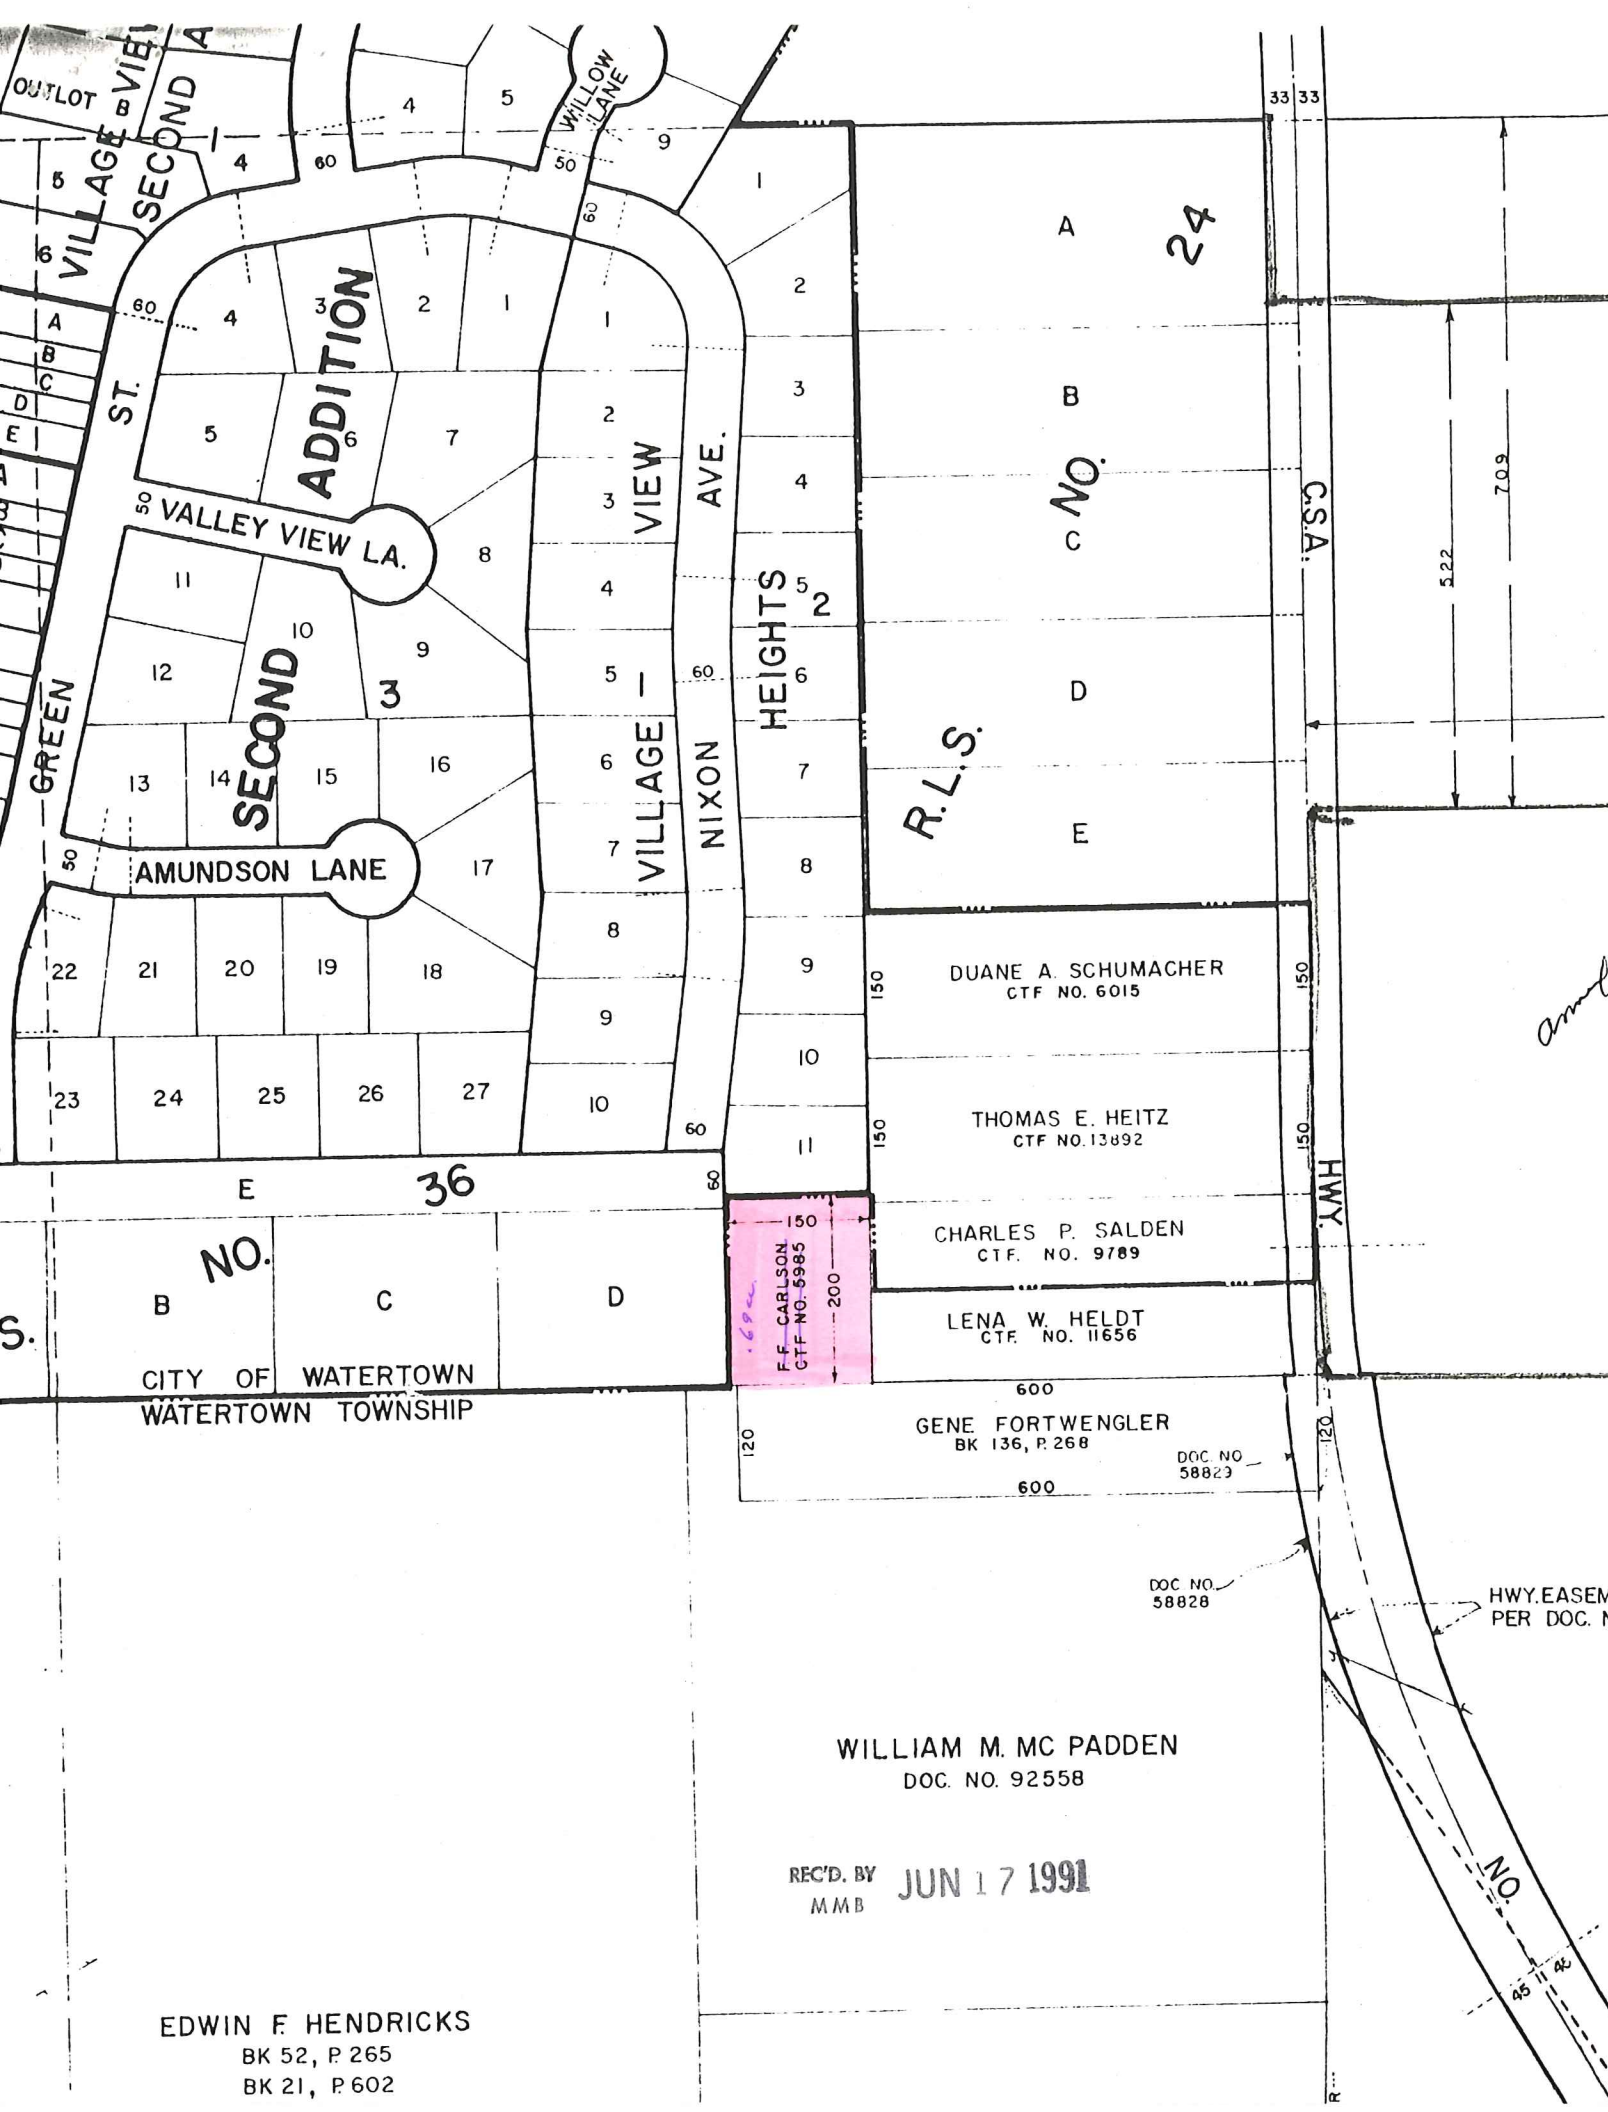 OUTLOT B
VILLAGE VIEW
SECOND A
5
6
4
1
60
4
5
WILLOW
LANE
50
9
60
33 33
1
A
24
2
60
4
3
2
1
1
A
B
C
D
E
ST.
ADDITION
3
B
5
6
7
2
VIEW
AVE.
4
NO.
C.S.A.
709
50
VALLEY VIEW LA.
3
C
522
11
8
4
HEIGHTS
5
2
10
12
9
3
5
1
60
6
D
GREEN
SECOND
13
14
15
16
6
VILLAGE
NIXON
7
R.L.S.
50
AMUNDSON LANE
17
7
8
E
22
21
20
19
18
8
9
150
DUANE A. SCHUMACHER
CTF NO. 6015
150
9
10
23
24
25
26
27
10
60
11
150
THOMAS E. HEITZ
CTF NO. 13892
150
E
36
60
HWY.
150
CHARLES P. SALDEN
CTF. NO. 9789
NO.
B
C
D
.69 ac
F.F. CARLSON
CTF NO. 5985
200
S.
LENA W. HELDT
CTF. NO. 11656
CITY OF WATERTOWN
WATERTOWN TOWNSHIP
600
120
GENE FORTWENGLER
BK 136, P. 268
120
DOC. NO
58829
600
DOC NO.
58828
HWY. EASEM
PER DOC. N
WILLIAM M. MC PADDEN
DOC. NO. 92558
REC'D. BY JUN 17 1991
MMB
NO.
45
EDWIN F. HENDRICKS
BK 52, P. 265
BK 21, P. 602
R